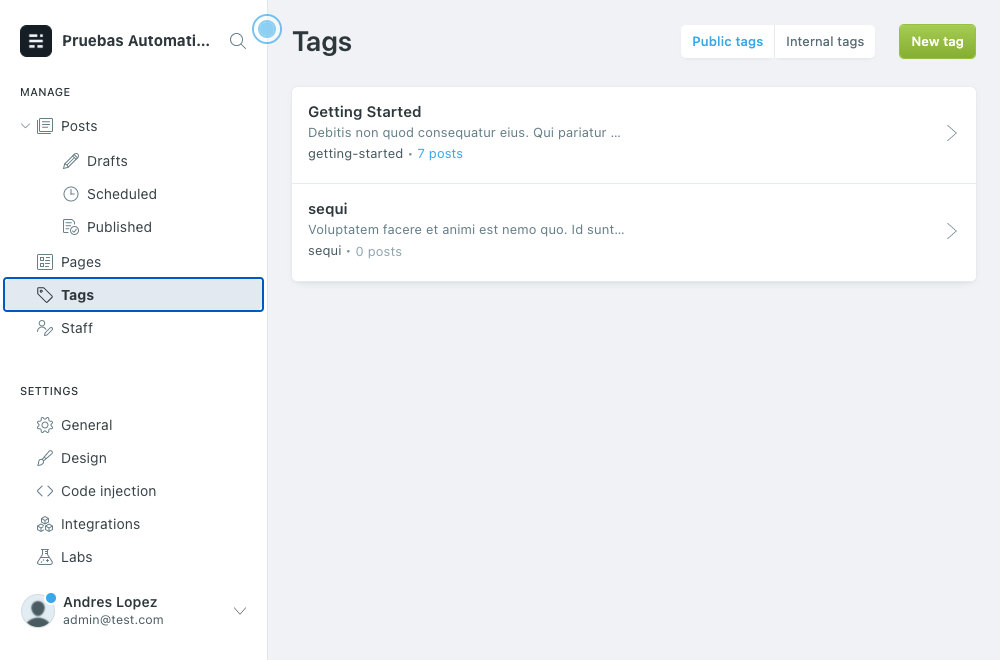 Pruebas Automati...
MANAGE
Posts
Drafts
Scheduled
Published
Pages
Tags
Staff
SETTINGS
General
Design
Code injection
Integrations
Labs
Andres Lopez
admin@test.com
Tags
Public tags
Internal tags
New tag
Getting Started
Debitis non quod consequatur eius. Qui pariatur ...
getting-started • 7 posts
sequi
Voluptatem facere et animi est nemo quo. Id sunt...
sequi • 0 posts